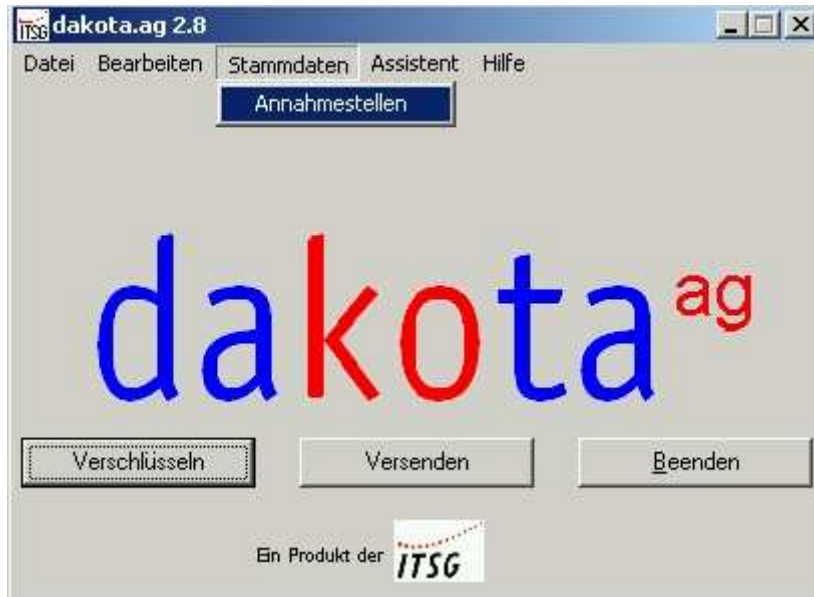 ITSG dakota.ag 2.8
Datei Bearbeiten Stammdaten Assistent Hilfe
Annahmestellen
dakota ag
Verschlüsseln Versenden Beenden
Ein Produkt der ITSG